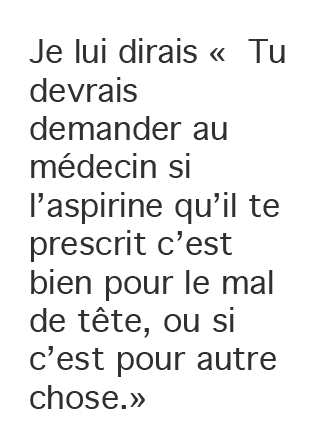 Je lui dirais «  Tu
devrais
demander au
médecin si
l’aspirine qu’il te
prescrit c’est
bien pour le mal
de tête, ou si
c’est pour autre
chose.»